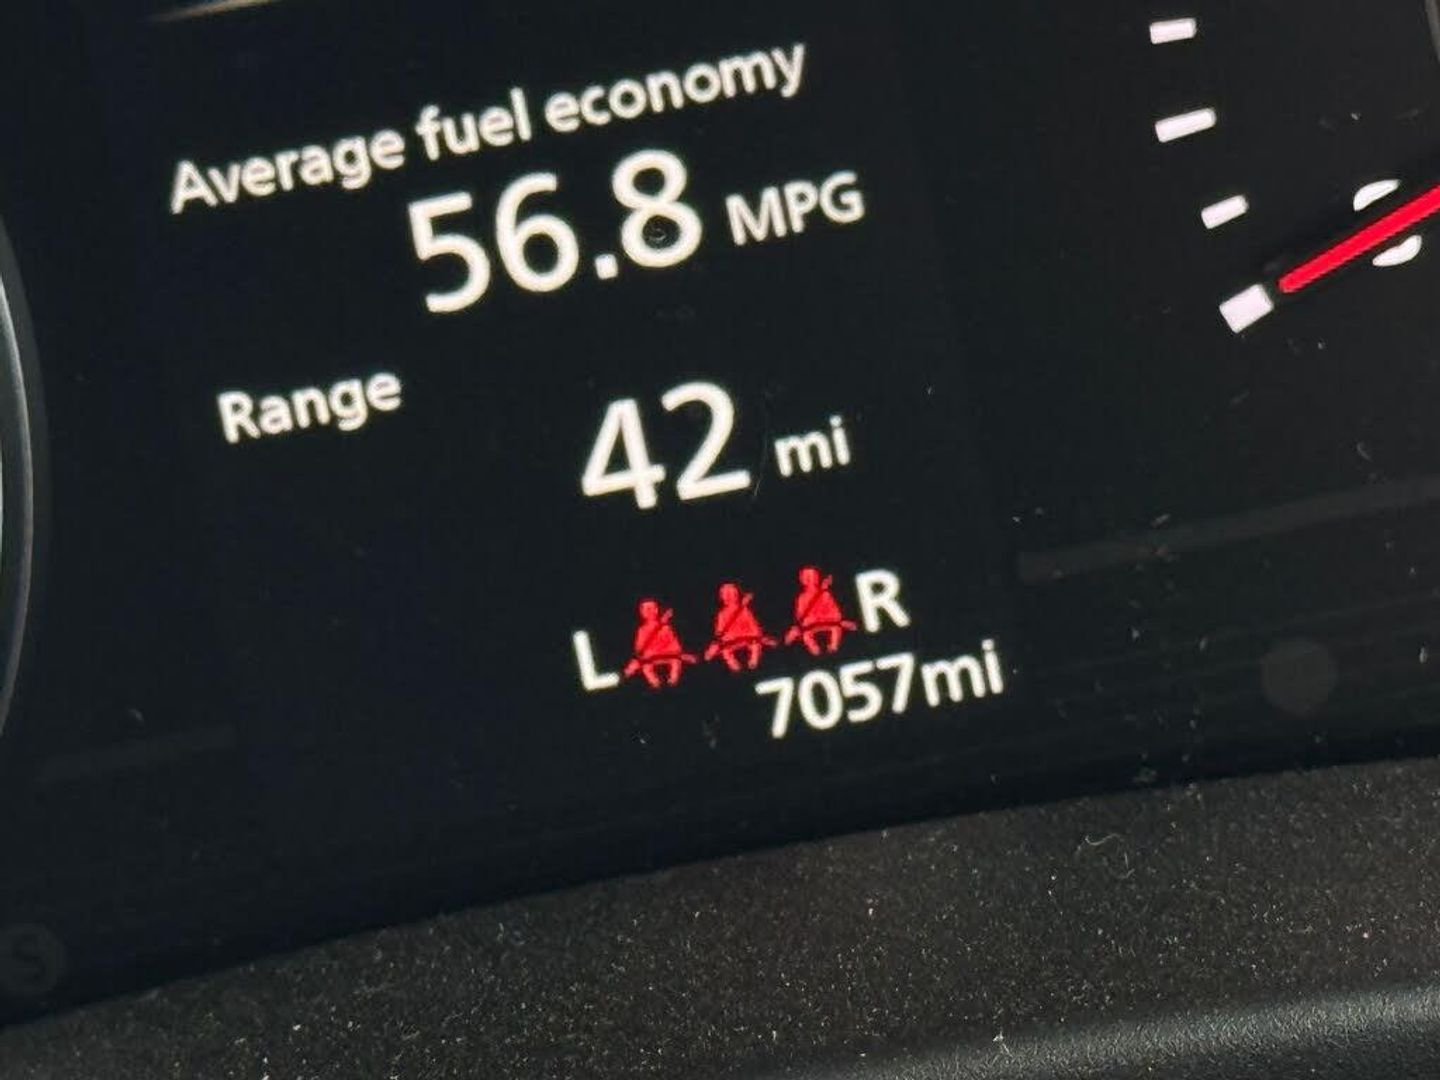 Average fuel economy
56.8 MPG
Range
42 mi
L R
7057mi
S